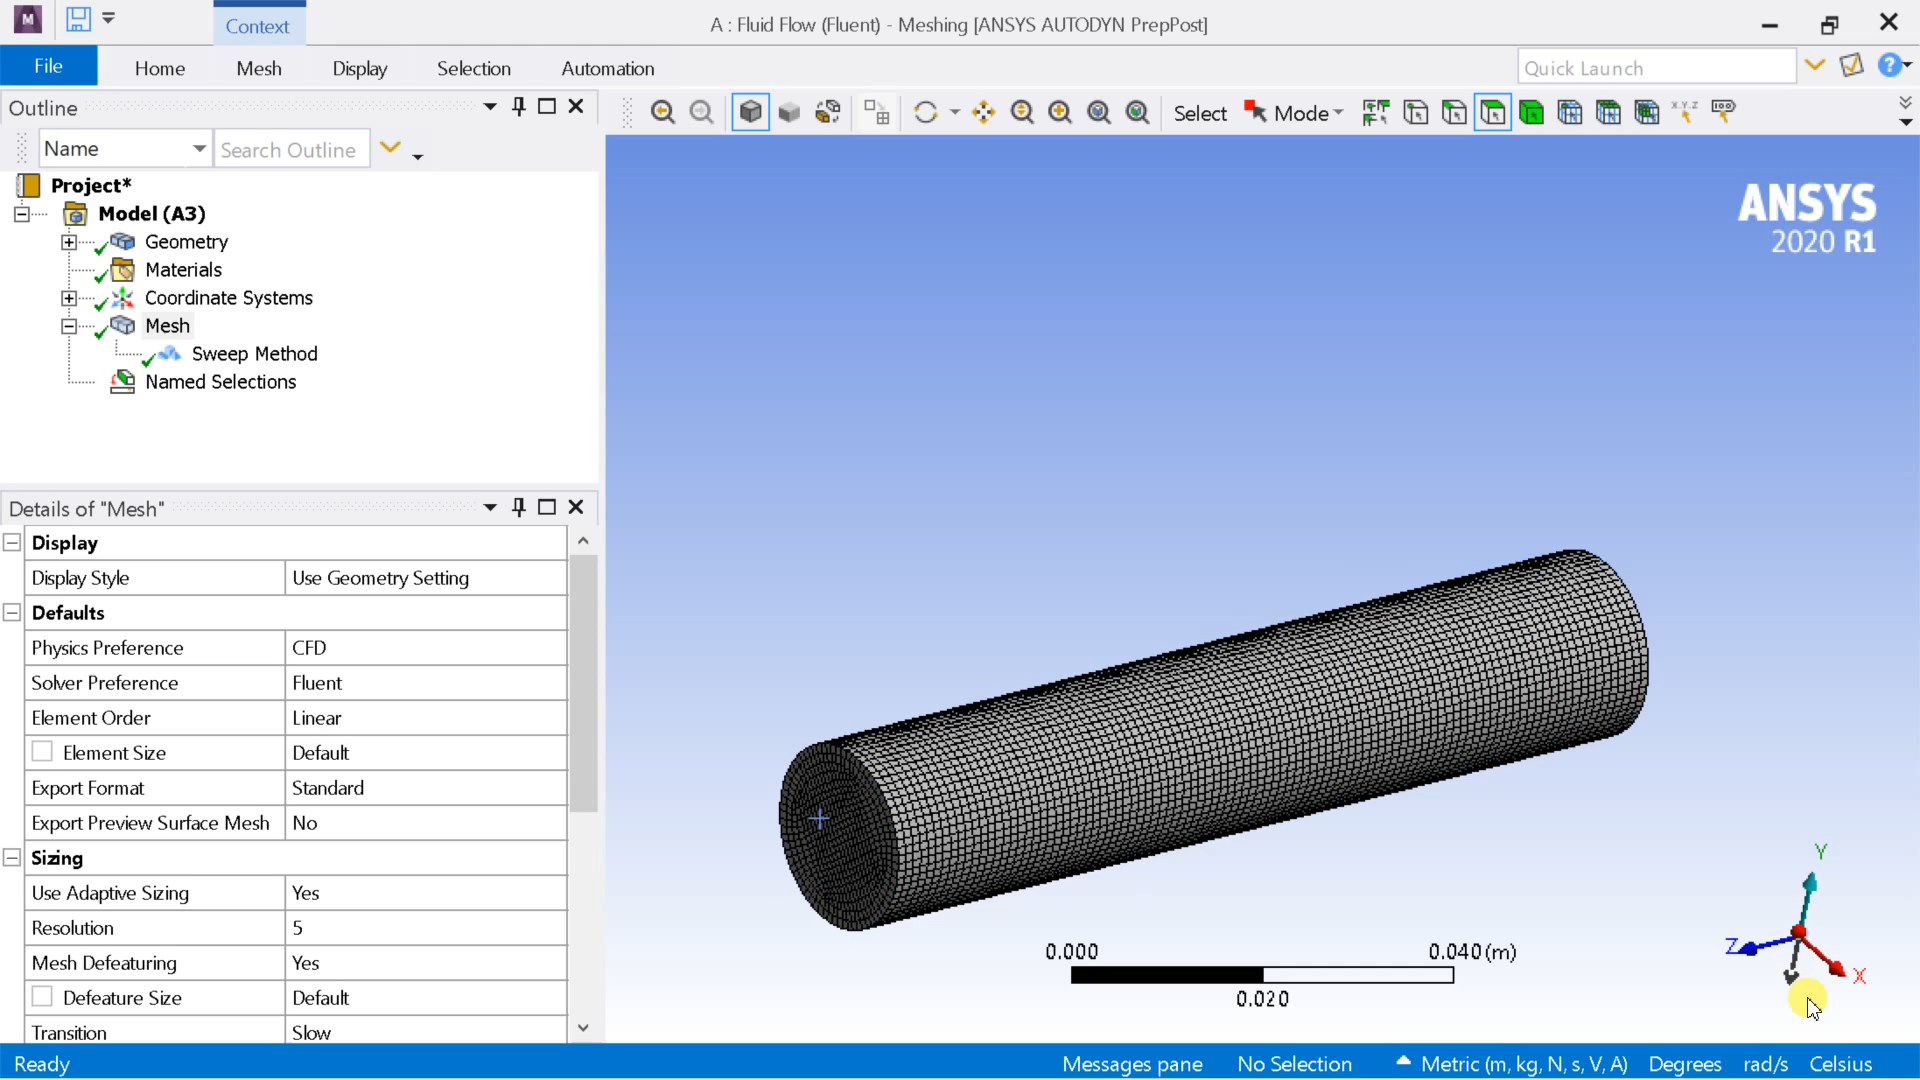 M
Context
A : Fluid Flow (Fluent) - Meshing [ANSYS AUTODYN PrepPost]
File
Home
Mesh
Display
Selection
Automation
Quick Launch
?
Outline
Select
Mode
X,Y,Z
Name
Search Outline
Project*
Model (A3)
Geometry
Materials
Coordinate Systems
Mesh
Sweep Method
Named Selections
ANSYS
2020 R1
Details of "Mesh"
Display
Display Style Use Geometry Setting
Defaults
Physics Preference CFD
Solver Preference Fluent
Element Order Linear
Element Size Default
Export Format Standard
Export Preview Surface Mesh No
Sizing
Use Adaptive Sizing Yes
Resolution 5
Mesh Defeaturing Yes
Defeature Size Default
Transition Slow
0.000
0.040(m)
0.020
Y
Z
X
Ready
Messages pane
No Selection
Metric (m, kg, N, s, V, A)
Degrees
rad/s
Celsius